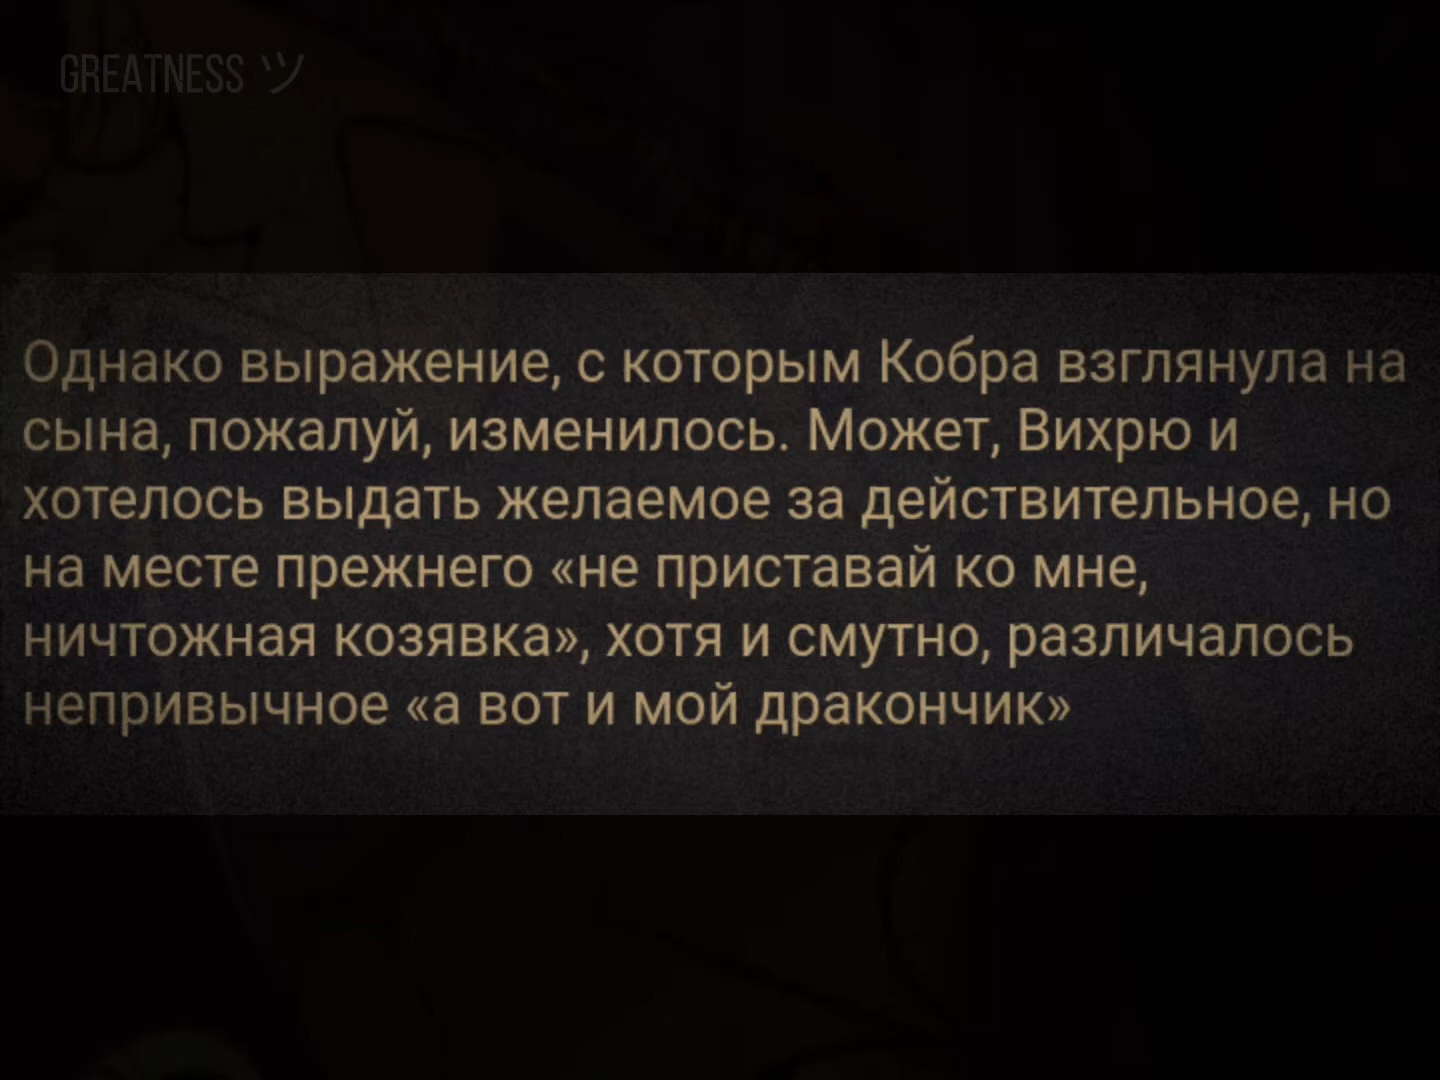 GREATNESS ツ
Однако выражение, с которым Кобра взглянула на
сына, пожалуй, изменилось. Может, Вихрю и
хотелось выдать желаемое за действительное, но
на месте прежнего «не приставай ко мне,
ничтожная козявка», хотя и смутно, различалось
непривычное «а вот и мой дракончик»